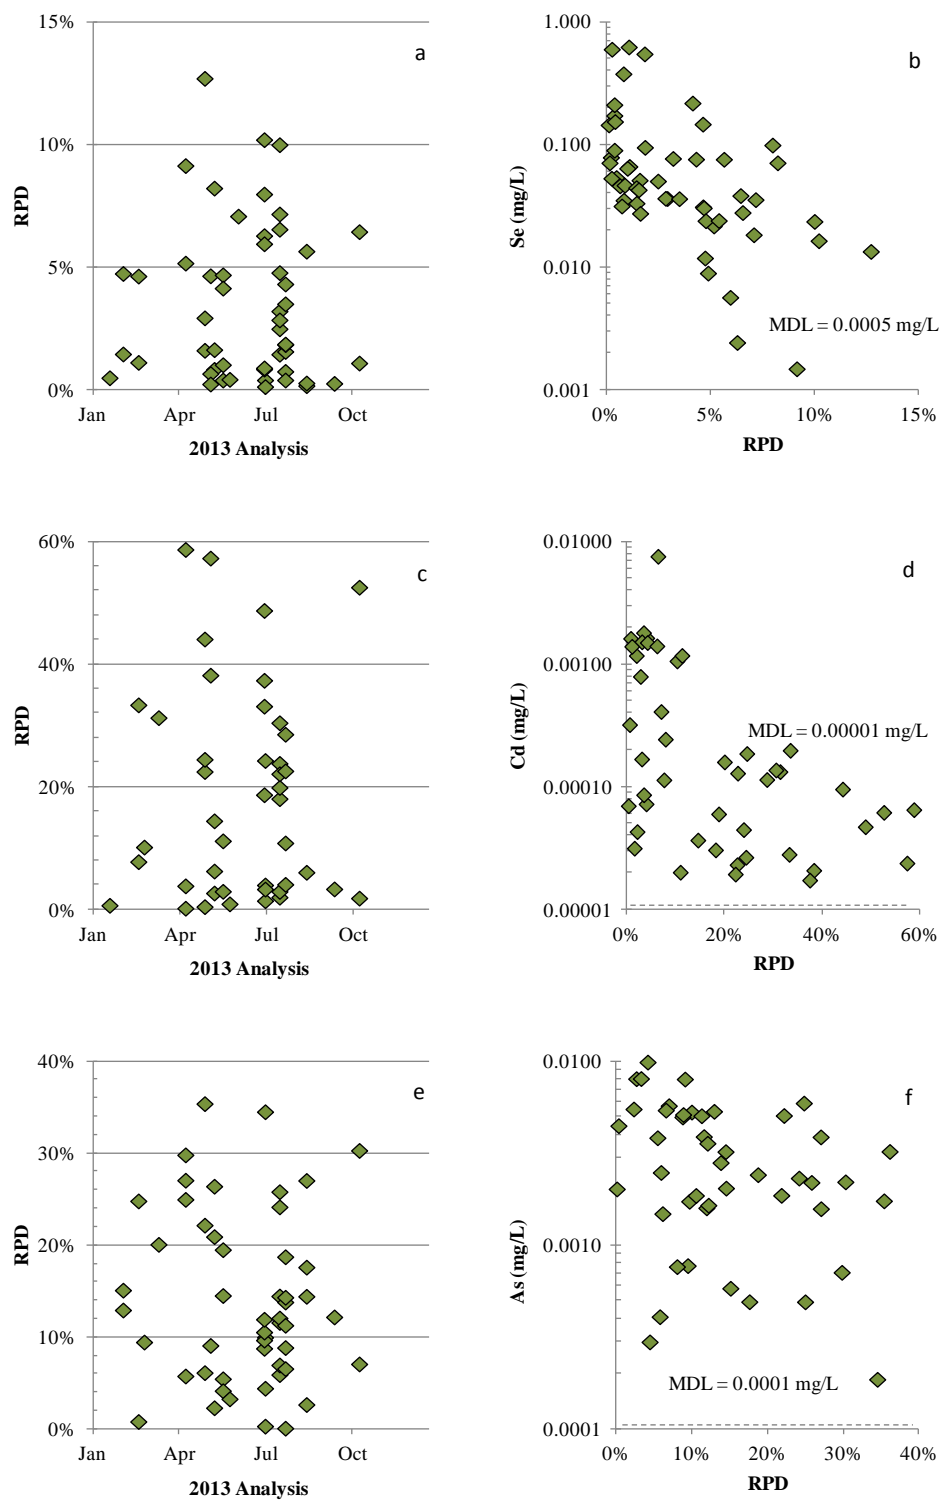 15%
a
10%
RPD
5%
0%
Jan
Apr
Jul
Oct
2013 Analysis
1.000
b
0.100
Se (mg/L)
0.010
MDL = 0.0005 mg/L
0.001
0%
5%
10%
15%
RPD
60%
c
40%
RPD
20%
0%
Jan
Apr
Jul
Oct
2013 Analysis
0.01000
d
0.00100
Cd (mg/L)
MDL = 0.00001 mg/L
0.00010
0.00001
0%
20%
40%
60%
RPD
40%
e
30%
RPD
20%
10%
0%
Jan
Apr
Jul
Oct
2013 Analysis
0.0100
f
As (mg/L)
0.0010
MDL = 0.0001 mg/L
0.0001
0%
10%
20%
30%
40%
RPD